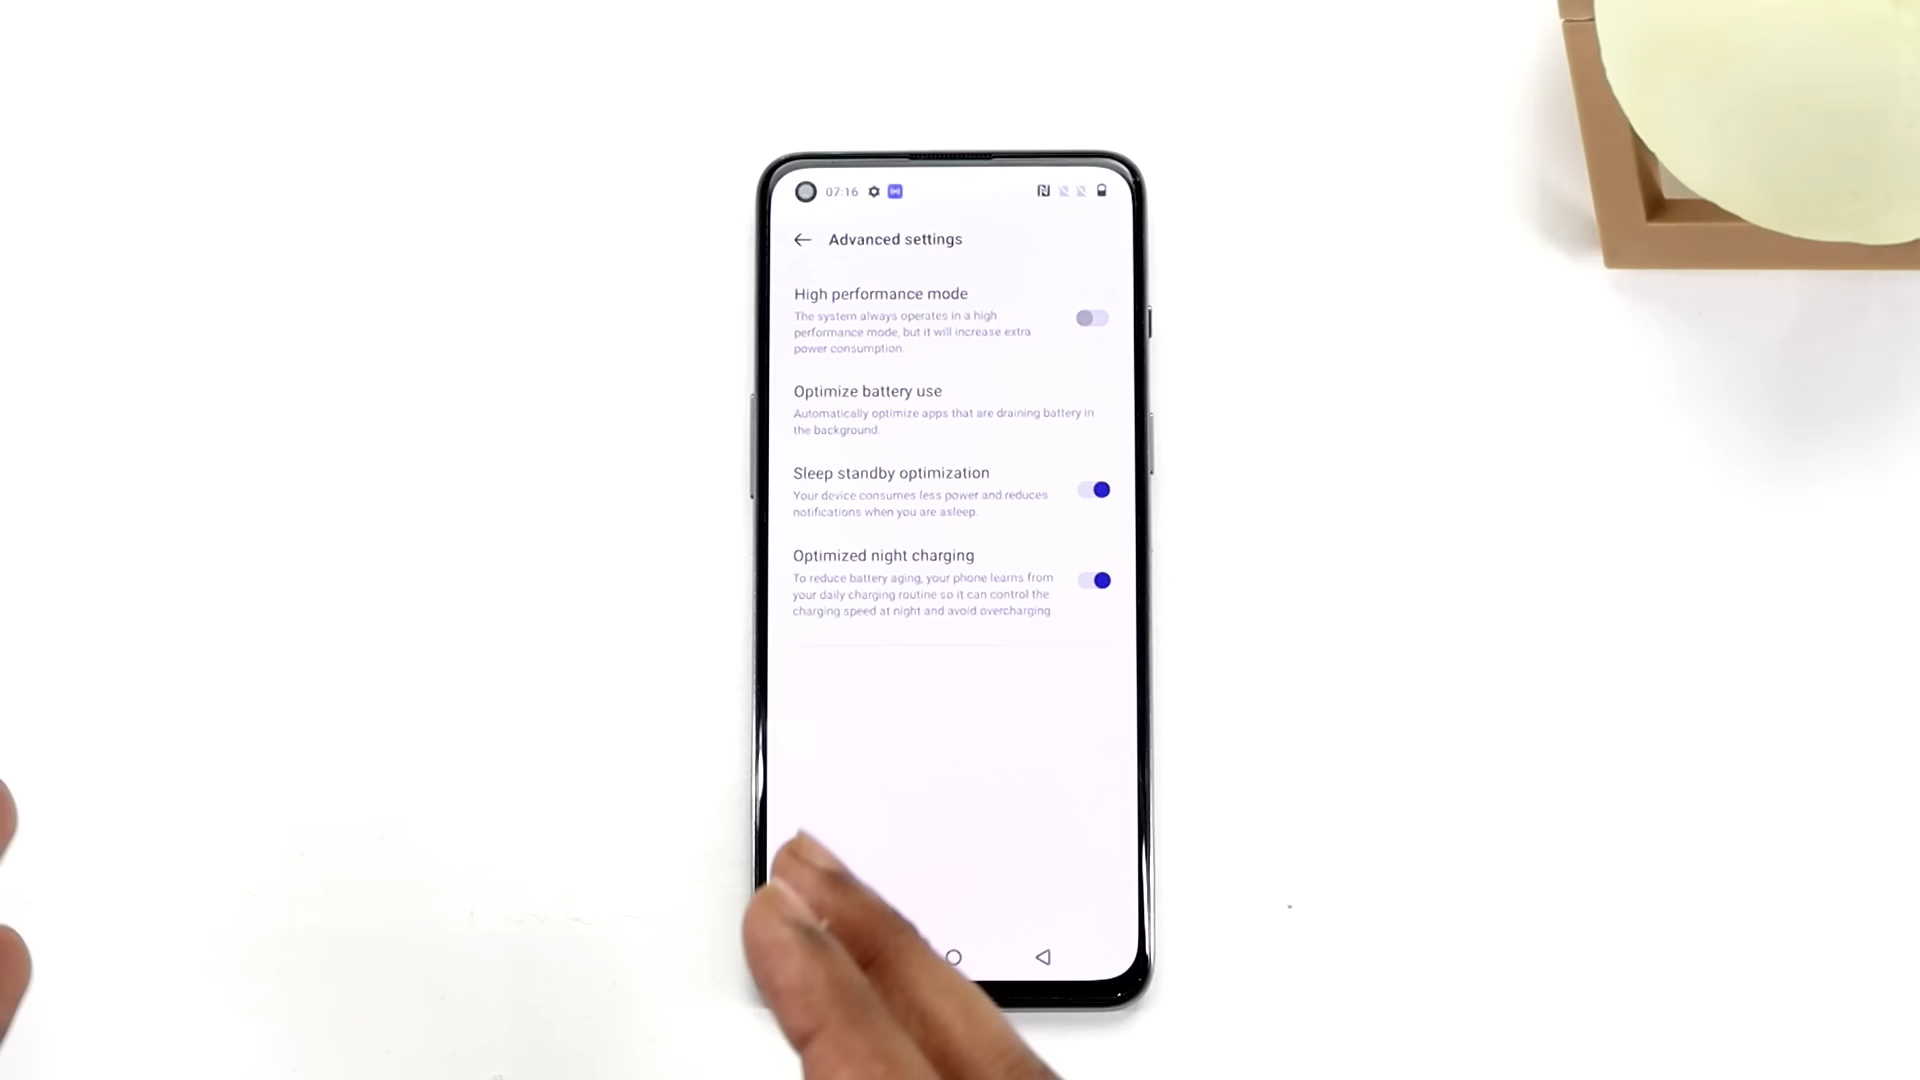 07:16
Advanced settings
High performance mode
The system always operates in a high
performance mode, but it will increase extra
power consumption.
Optimize battery use
Automatically optimize apps that are draining battery in
the background.
Sleep standby optimization
Your device consumes less power and reduces
notifications when you are asleep.
Optimized night charging
To reduce battery aging, your phone learns from
your daily charging routine so it can control the
charging speed at night and avoid overcharging.